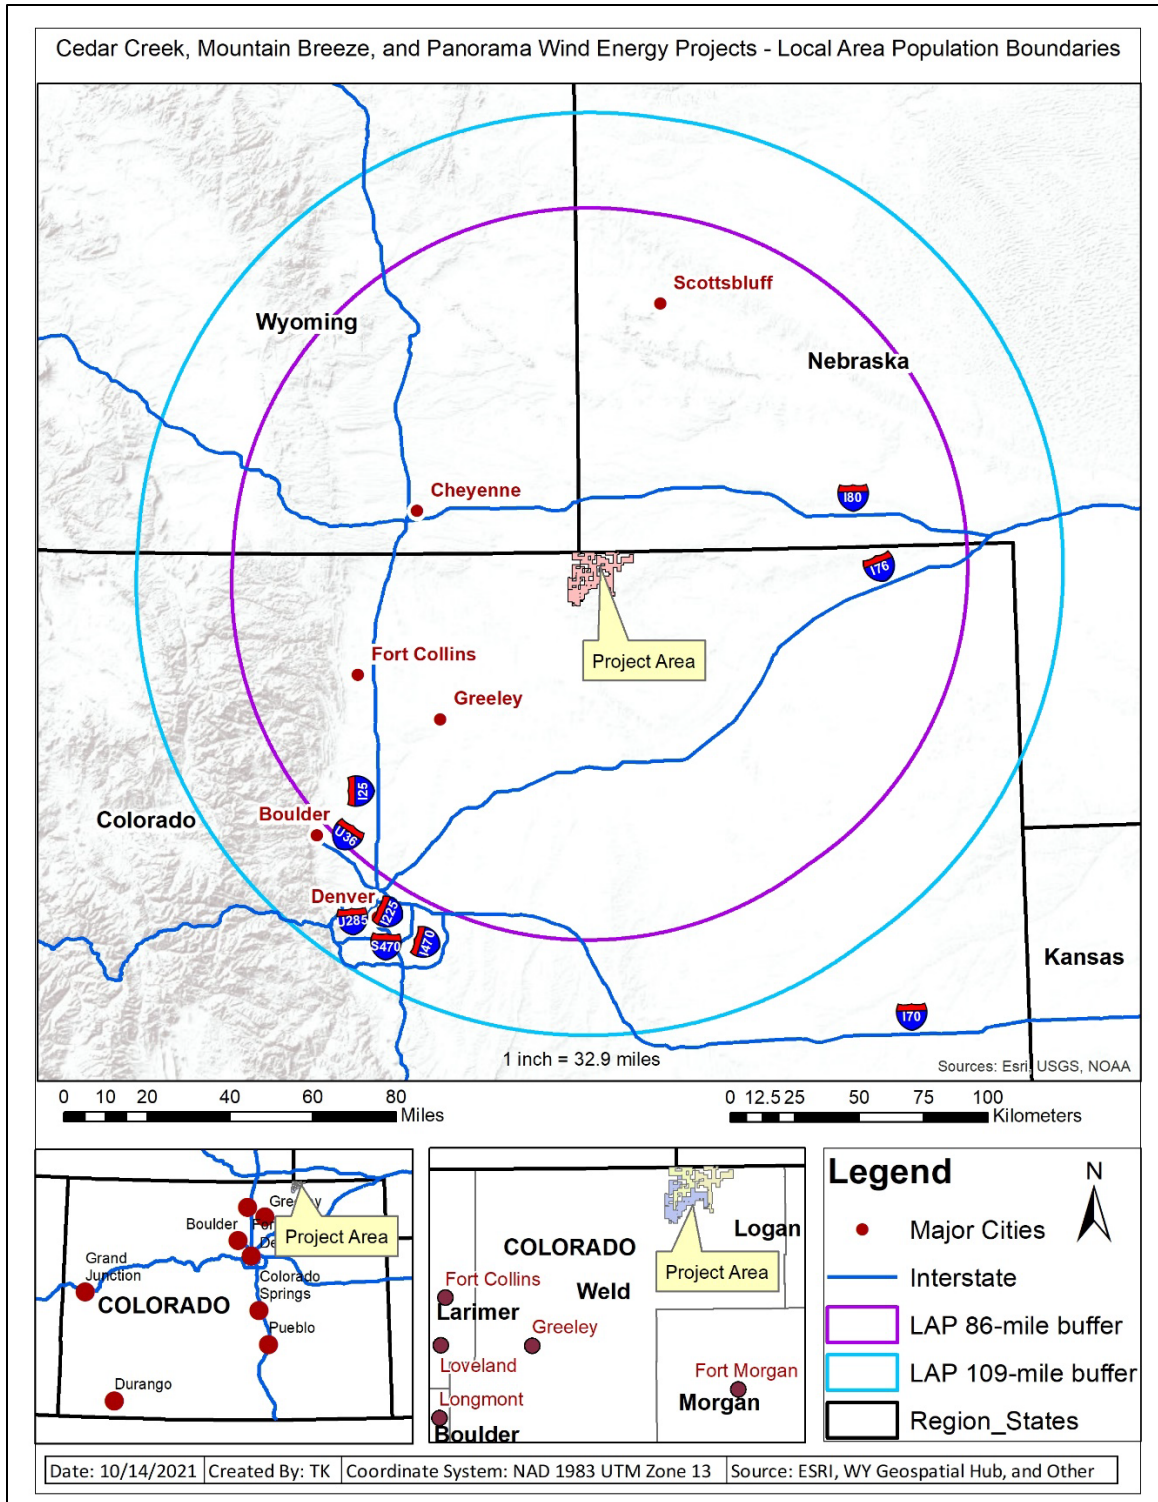 Cedar Creek, Mountain Breeze, and Panorama Wind Energy Projects - Local Area Population Boundaries
Scottsbluff
Wyoming
Nebraska
Cheyenne
I80
I76
Project Area
Fort Collins
Greeley
I25
Boulder
U36
Colorado
Denver
I225
U285
S470
I470
Kansas
I70
1 inch = 32.9 miles
Sources: Esri, USGS, NOAA
0 10 20 40 60 80
Miles
0 12.5 25 50 75 100
Kilometers
Boulder
Project Area
Grand
Junction
Colorado
Springs
COLORADO
Pueblo
Durango
Logan
COLORADO
Project Area
Weld
Fort Collins
Larimer
Greeley
Loveland
Fort Morgan
Longmont
Morgan
Boulder
Legend
N
Major Cities
Interstate
LAP 86-mile buffer
LAP 109-mile buffer
Region_States
Date: 10/14/2021 Created By: TK Coordinate System: NAD 1983 UTM Zone 13 Source: ESRI, WY Geospatial Hub, and Other